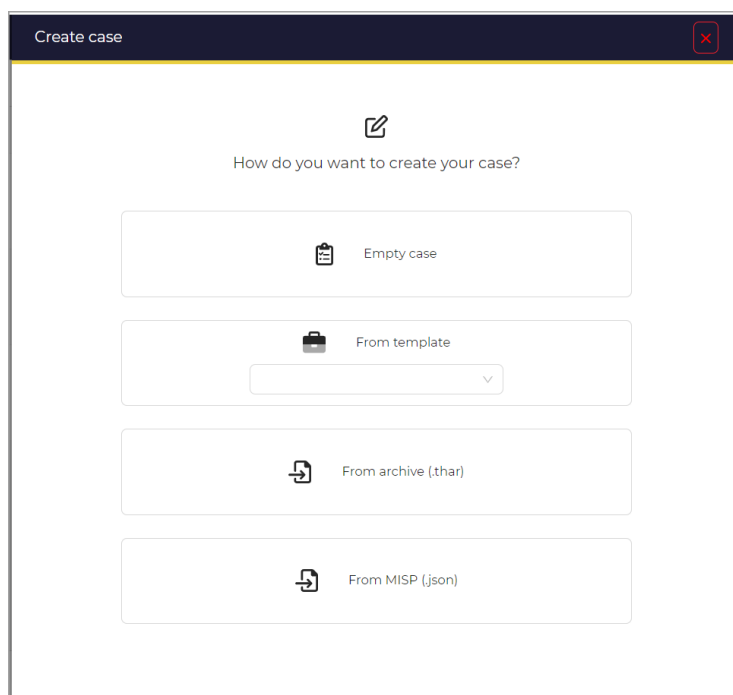 Create case
How do you want to create your case?
Empty case
From template
From archive (.thar)
From MISP (.json)